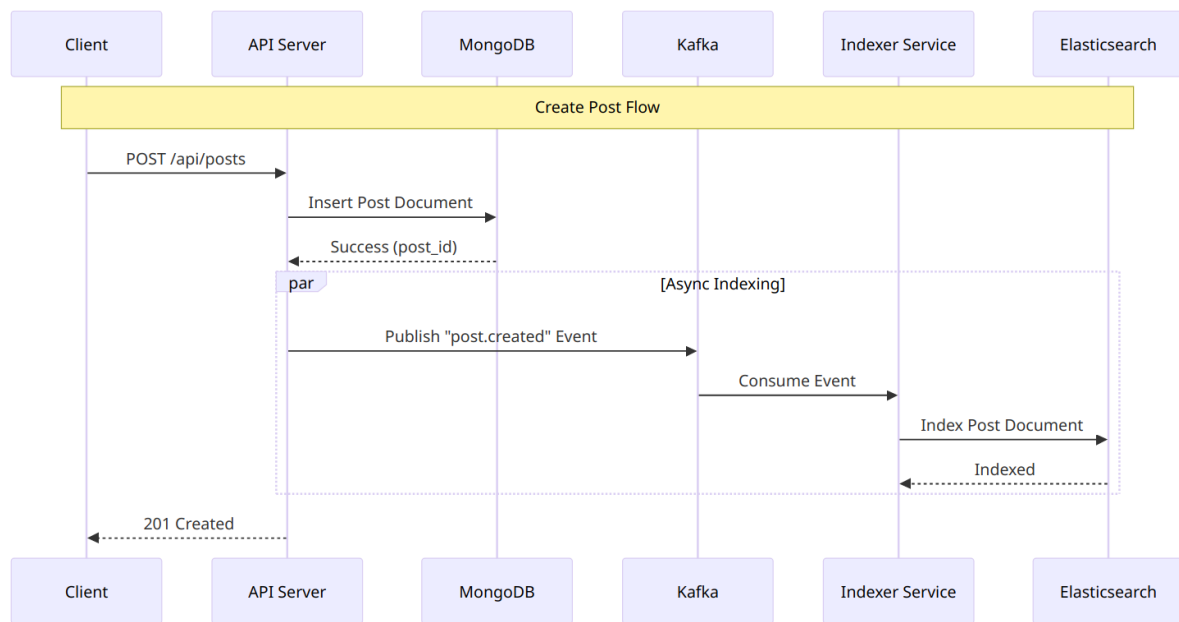 Client
API Server
MongoDB
Kafka
Indexer Service
Elasticsearch
Create Post Flow
POST /api/posts
Insert Post Document
Success (post_id)
par
[Async Indexing]
Publish "post.created" Event
Consume Event
Index Post Document
Indexed
201 Created
Client
API Server
MongoDB
Kafka
Indexer Service
Elasticsearch